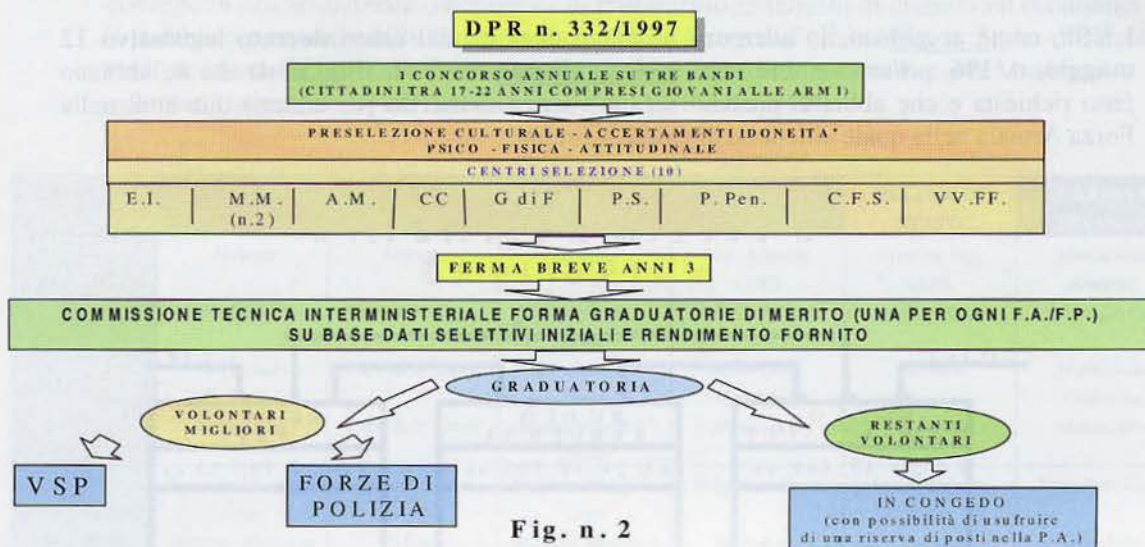 DPR n. 332/1997
1 CONCORSO ANNUALE SU TRE BANDI
(CITTADINI TRA 17-22 ANNI COMPRESI GIOVANI ALLE ARMI)
PRESELEZIONE CULTURALE - ACCERTAMENTI IDONEITA'
PSICO - FISICA - ATTITUDINALE
CENTRI SELEZIONE (10)
E.I. M.M. A.M. CC G di F P.S. P. Pen. C.F.S. VV.FF.
(n.2)
FERMA BREVE ANNI 3
COMMISSIONE TECNICA INTERMINISTERIALE FORMA GRADUATORIE DI MERITO (UNA PER OGNI F.A./F.P.)
SU BASE DATI SELETTIVI INIZIALI E RENDIMENTO FORNITO
GRADUATORIA
VOLONTARI
MIGLIORI
RESTANTI
VOLONTARI
VSP
FORZE DI
POLIZIA
IN CONGEDO
(con possibilità di usufruire
di una riserva di posti nella P.A.)
Fig. n. 2